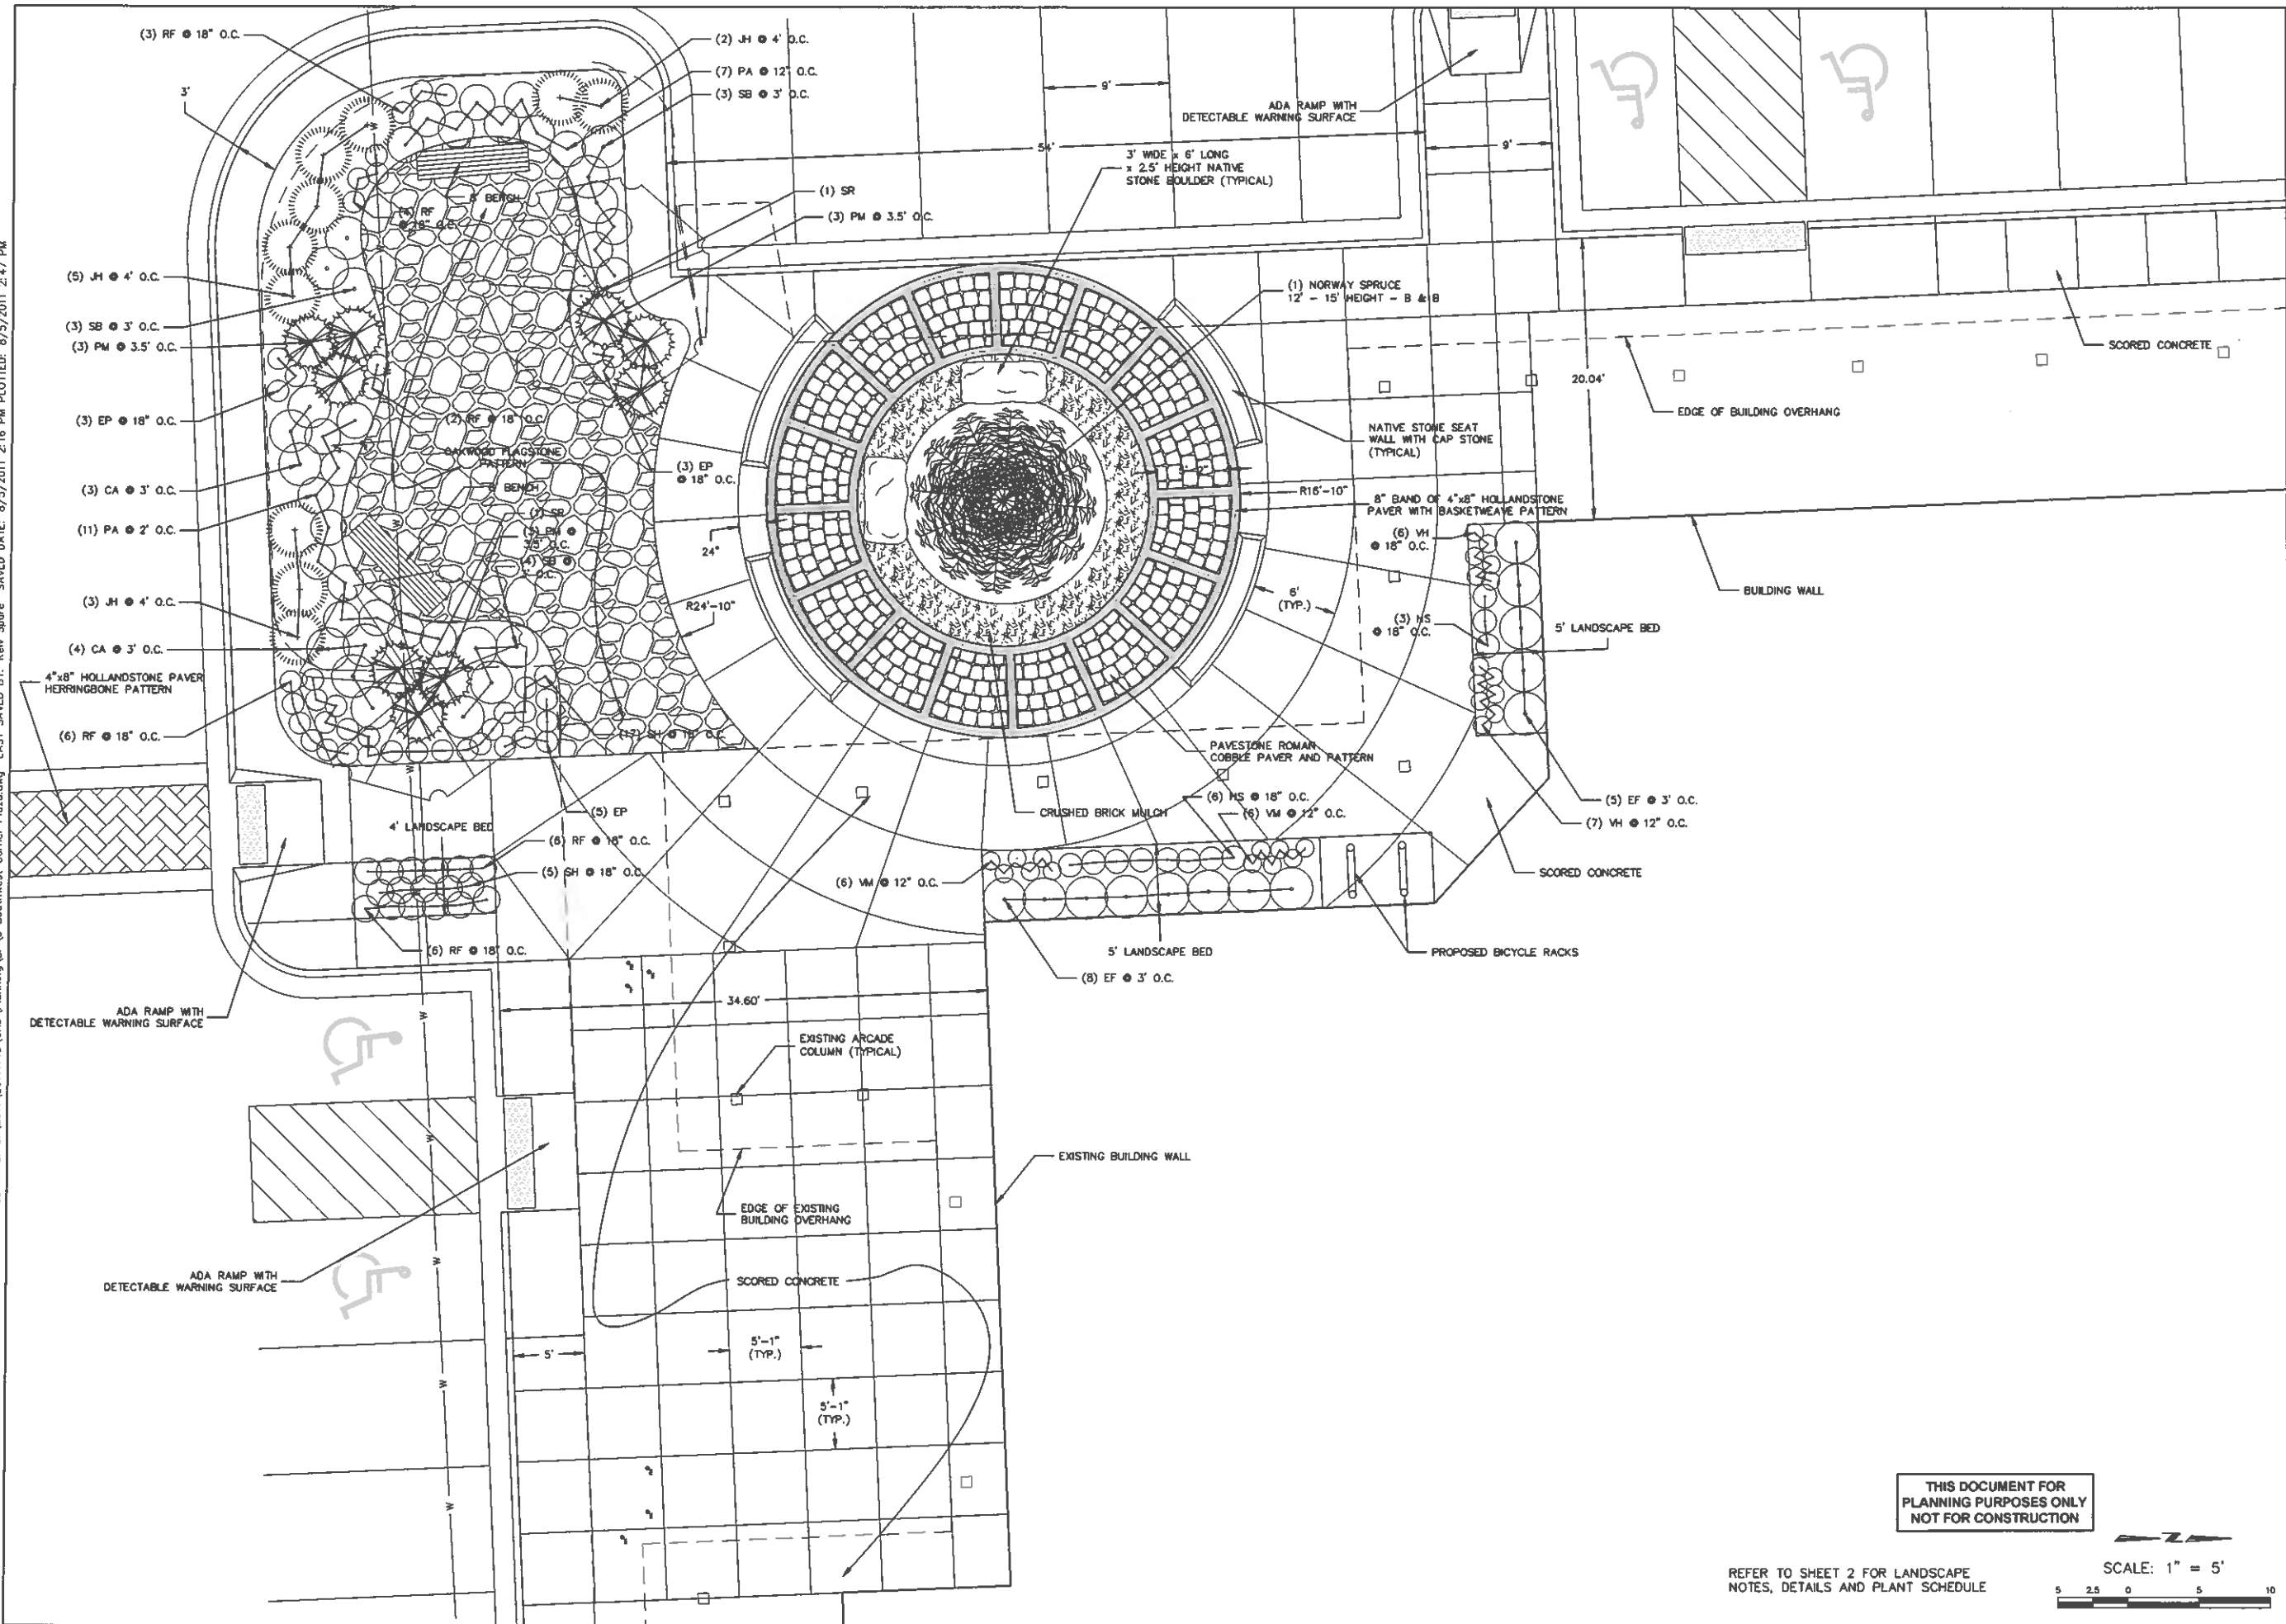 (3) RF @ 18" O.C.
3'
(2) JH @ 4' O.C.
(7) PA @ 12" O.C.
(3) SB @ 3' O.C.
9'
ADA RAMP WITH
DETECTABLE WARNING SURFACE
54'
9'
3' WIDE x 6' LONG
x 2.5' HEIGHT NATIVE
STONE BOULDER (TYPICAL)
(1) SR
(3) PM @ 3.5' O.C.
8' BENCH
(4) RF
@ 18" O.C.
(5) JH @ 4' O.C.
(3) SB @ 3' O.C.
(3) PM @ 3.5' O.C.
(1) NORWAY SPRUCE
12' - 15' HEIGHT - B & B
SCORED CONCRETE
20.04'
EDGE OF BUILDING OVERHANG
(3) EP @ 18" O.C.
(2) RF @ 18" O.C.
OAKWOOD FLAGSTONE
PATTERN
8' BENCH
(3) EP
@ 18" O.C.
NATIVE STONE SEAT
WALL WITH CAP STONE
(TYPICAL)
(3) CA @ 3' O.C.
(11) PA @ 2' O.C.
(1) SR
(3) PM @
3.5' O.C.
(4) SB @
O.C.
24"
R16'-10"
8" BAND OF 4"x8" HOLLANDSTONE
PAVER WITH BASKETWEAVE PATTERN
(6) VH
@ 18" O.C.
BUILDING WALL
(3) JH @ 4' O.C.
R24'-10"
6'
(TYP.)
(3) HS
@ 18" O.C.
5' LANDSCAPE BED
(4) CA @ 3' O.C.
4"x8" HOLLANDSTONE PAVER
HERRINGBONE PATTERN
(6) RF @ 18" O.C.
(17) SH @ 18" O.C.
PAVESTONE ROMAN
COBBLE PAVER AND PATTERN
(5) EP
CRUSHED BRICK MULCH
(6) HS @ 18" O.C.
(6) VM @ 12" O.C.
(5) EF @ 3' O.C.
(7) VH @ 12" O.C.
4' LANDSCAPE BED
(6) RF @ 18" O.C.
(5) SH @ 18" O.C.
(6) VM @ 12" O.C.
SCORED CONCRETE
(6) RF @ 18" O.C.
5' LANDSCAPE BED
PROPOSED BICYCLE RACKS
(8) EF @ 3' O.C.
34.60'
ADA RAMP WITH
DETECTABLE WARNING SURFACE
EXISTING ARCADE
COLUMN (TYPICAL)
EXISTING BUILDING WALL
EDGE OF EXISTING
BUILDING OVERHANG
ADA RAMP WITH
DETECTABLE WARNING SURFACE
SCORED CONCRETE
5'
5'-1"
(TYP.)
5'-1"
(TYP.)
THIS DOCUMENT FOR
PLANNING PURPOSES ONLY
NOT FOR CONSTRUCTION
Z
REFER TO SHEET 2 FOR LANDSCAPE
NOTES, DETAILS AND PLANT SCHEDULE
SCALE: 1" = 5'
5 2.5 0 5 10